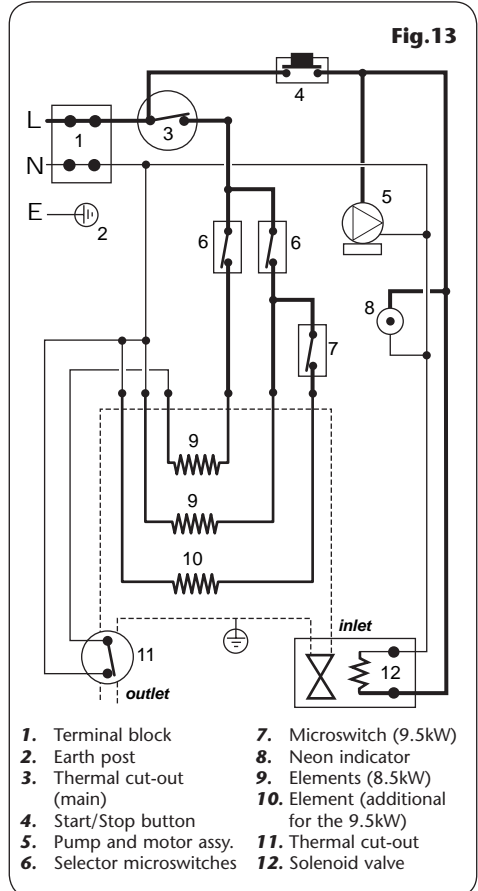 Fig.13
4
L
1
3
N
5
E
2
6
6
8
7
9
9
10
inlet
11
12
outlet
1. Terminal block
2. Earth post
3. Thermal cut-out
(main)
4. Start/Stop button
5. Pump and motor assy.
6. Selector microswitches
7. Microswitch (9.5kW)
8. Neon indicator
9. Elements (8.5kW)
10. Element (additional
for the 9.5kW)
11. Thermal cut-out
12. Solenoid valve